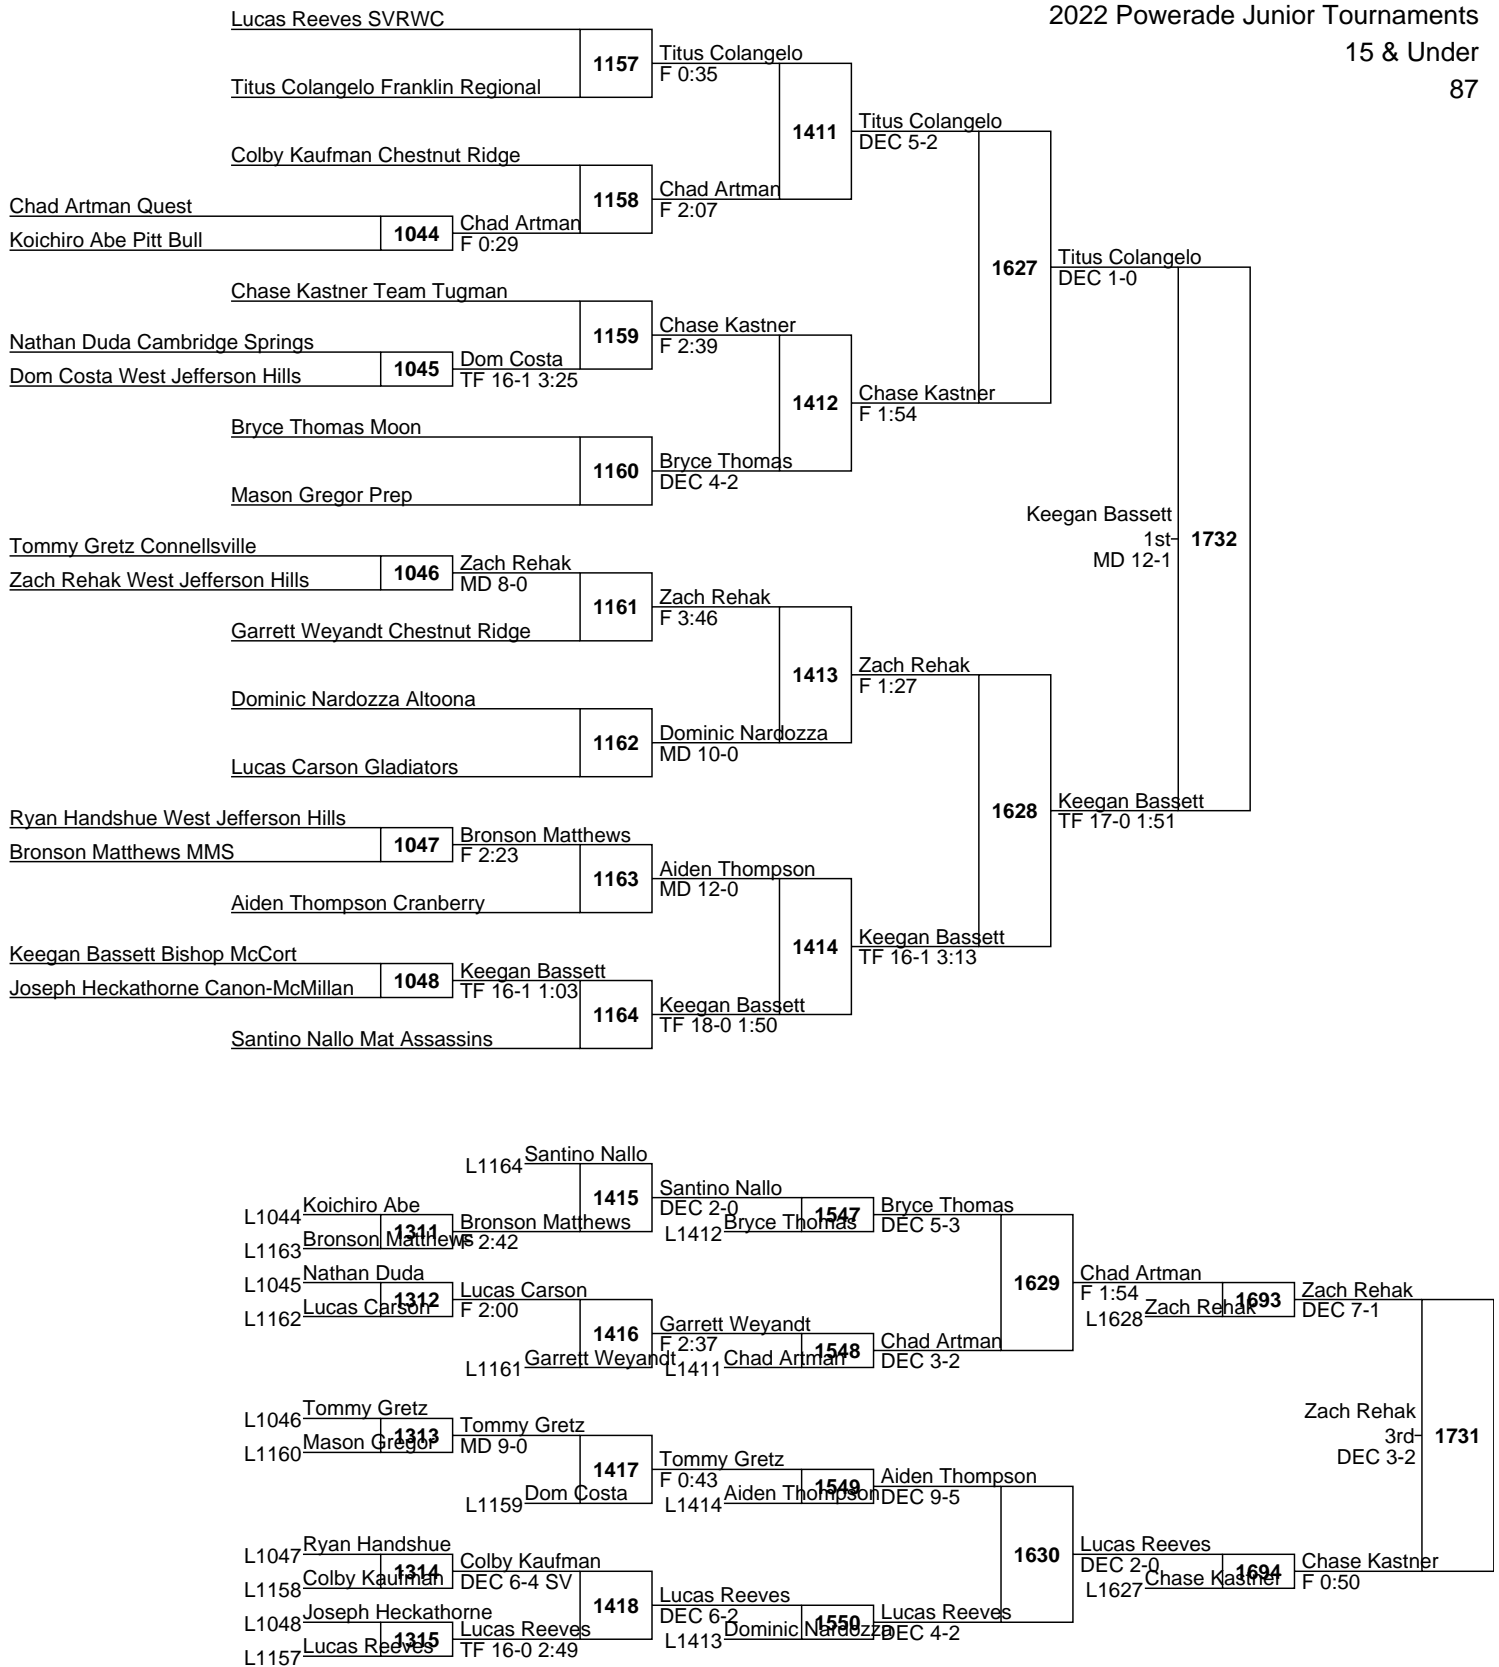 2022 Powerade Junior Tournaments
15 & Under
87
Lucas Reeves SVRWC
1157
Titus Colangelo
F 0:35
Titus Colangelo Franklin Regional
1411
Titus Colangelo
DEC 5-2
Colby Kaufman Chestnut Ridge
1158
Chad Artman
F 2:07
Chad Artman Quest
1044
Chad Artman
F 0:29
Koichiro Abe Pitt Bull
1627
Titus Colangelo
DEC 1-0
Chase Kastner Team Tugman
1159
Chase Kastner
F 2:39
Nathan Duda Cambridge Springs
1045
Dom Costa
TF 16-1 3:25
Dom Costa West Jefferson Hills
1412
Chase Kastner
F 1:54
Bryce Thomas Moon
1160
Bryce Thomas
DEC 4-2
Mason Gregor Prep
Keegan Bassett
1st
MD 12-1
1732
Tommy Gretz Connellsville
1046
Zach Rehak
MD 8-0
Zach Rehak West Jefferson Hills
1161
Zach Rehak
F 3:46
Garrett Weyandt Chestnut Ridge
1413
Zach Rehak
F 1:27
Dominic Nardozza Altoona
1162
Dominic Nardozza
MD 10-0
Lucas Carson Gladiators
1628
Keegan Bassett
TF 17-0 1:51
Ryan Handshue West Jefferson Hills
1047
Bronson Matthews
F 2:23
Bronson Matthews MMS
1163
Aiden Thompson
MD 12-0
Aiden Thompson Cranberry
1414
Keegan Bassett
TF 16-1 3:13
Keegan Bassett Bishop McCort
1048
Keegan Bassett
TF 16-1 1:03
Joseph Heckathorne Canon-McMillan
1164
Keegan Bassett
TF 18-0 1:50
Santino Nallo Mat Assassins
L1164 Santino Nallo
1415
Santino Nallo
DEC 2-0
L1044 Koichiro Abe
1311
Bronson Matthews
F 2:42
L1163 Bronson Matthews
L1412 Bryce Thomas
1547
Bryce Thomas
DEC 5-3
L1045 Nathan Duda
1312
Lucas Carson
F 2:00
L1162 Lucas Carson
1416
Garrett Weyandt
F 2:37
L1161 Garrett Weyandt
L1411 Chad Artman
1548
Chad Artman
DEC 3-2
1629
Chad Artman
F 1:54
L1628 Zach Rehak
1693
Zach Rehak
DEC 7-1
L1046 Tommy Gretz
1313
Tommy Gretz
MD 9-0
L1160 Mason Gregor
1417
Tommy Gretz
F 0:43
L1159 Dom Costa
L1414 Aiden Thompson
1549
Aiden Thompson
DEC 9-5
Zach Rehak
3rd
DEC 3-2
1731
L1047 Ryan Handshue
1314
Colby Kaufman
DEC 6-4 SV
L1158 Colby Kaufman
1418
Lucas Reeves
DEC 6-2
L1048 Joseph Heckathorne
1315
Lucas Reeves
TF 16-0 2:49
L1157 Lucas Reeves
L1413 Dominic Nardozza
1550
Lucas Reeves
DEC 4-2
1630
Lucas Reeves
DEC 2-0
L1627 Chase Kastner
1694
Chase Kastner
F 0:50